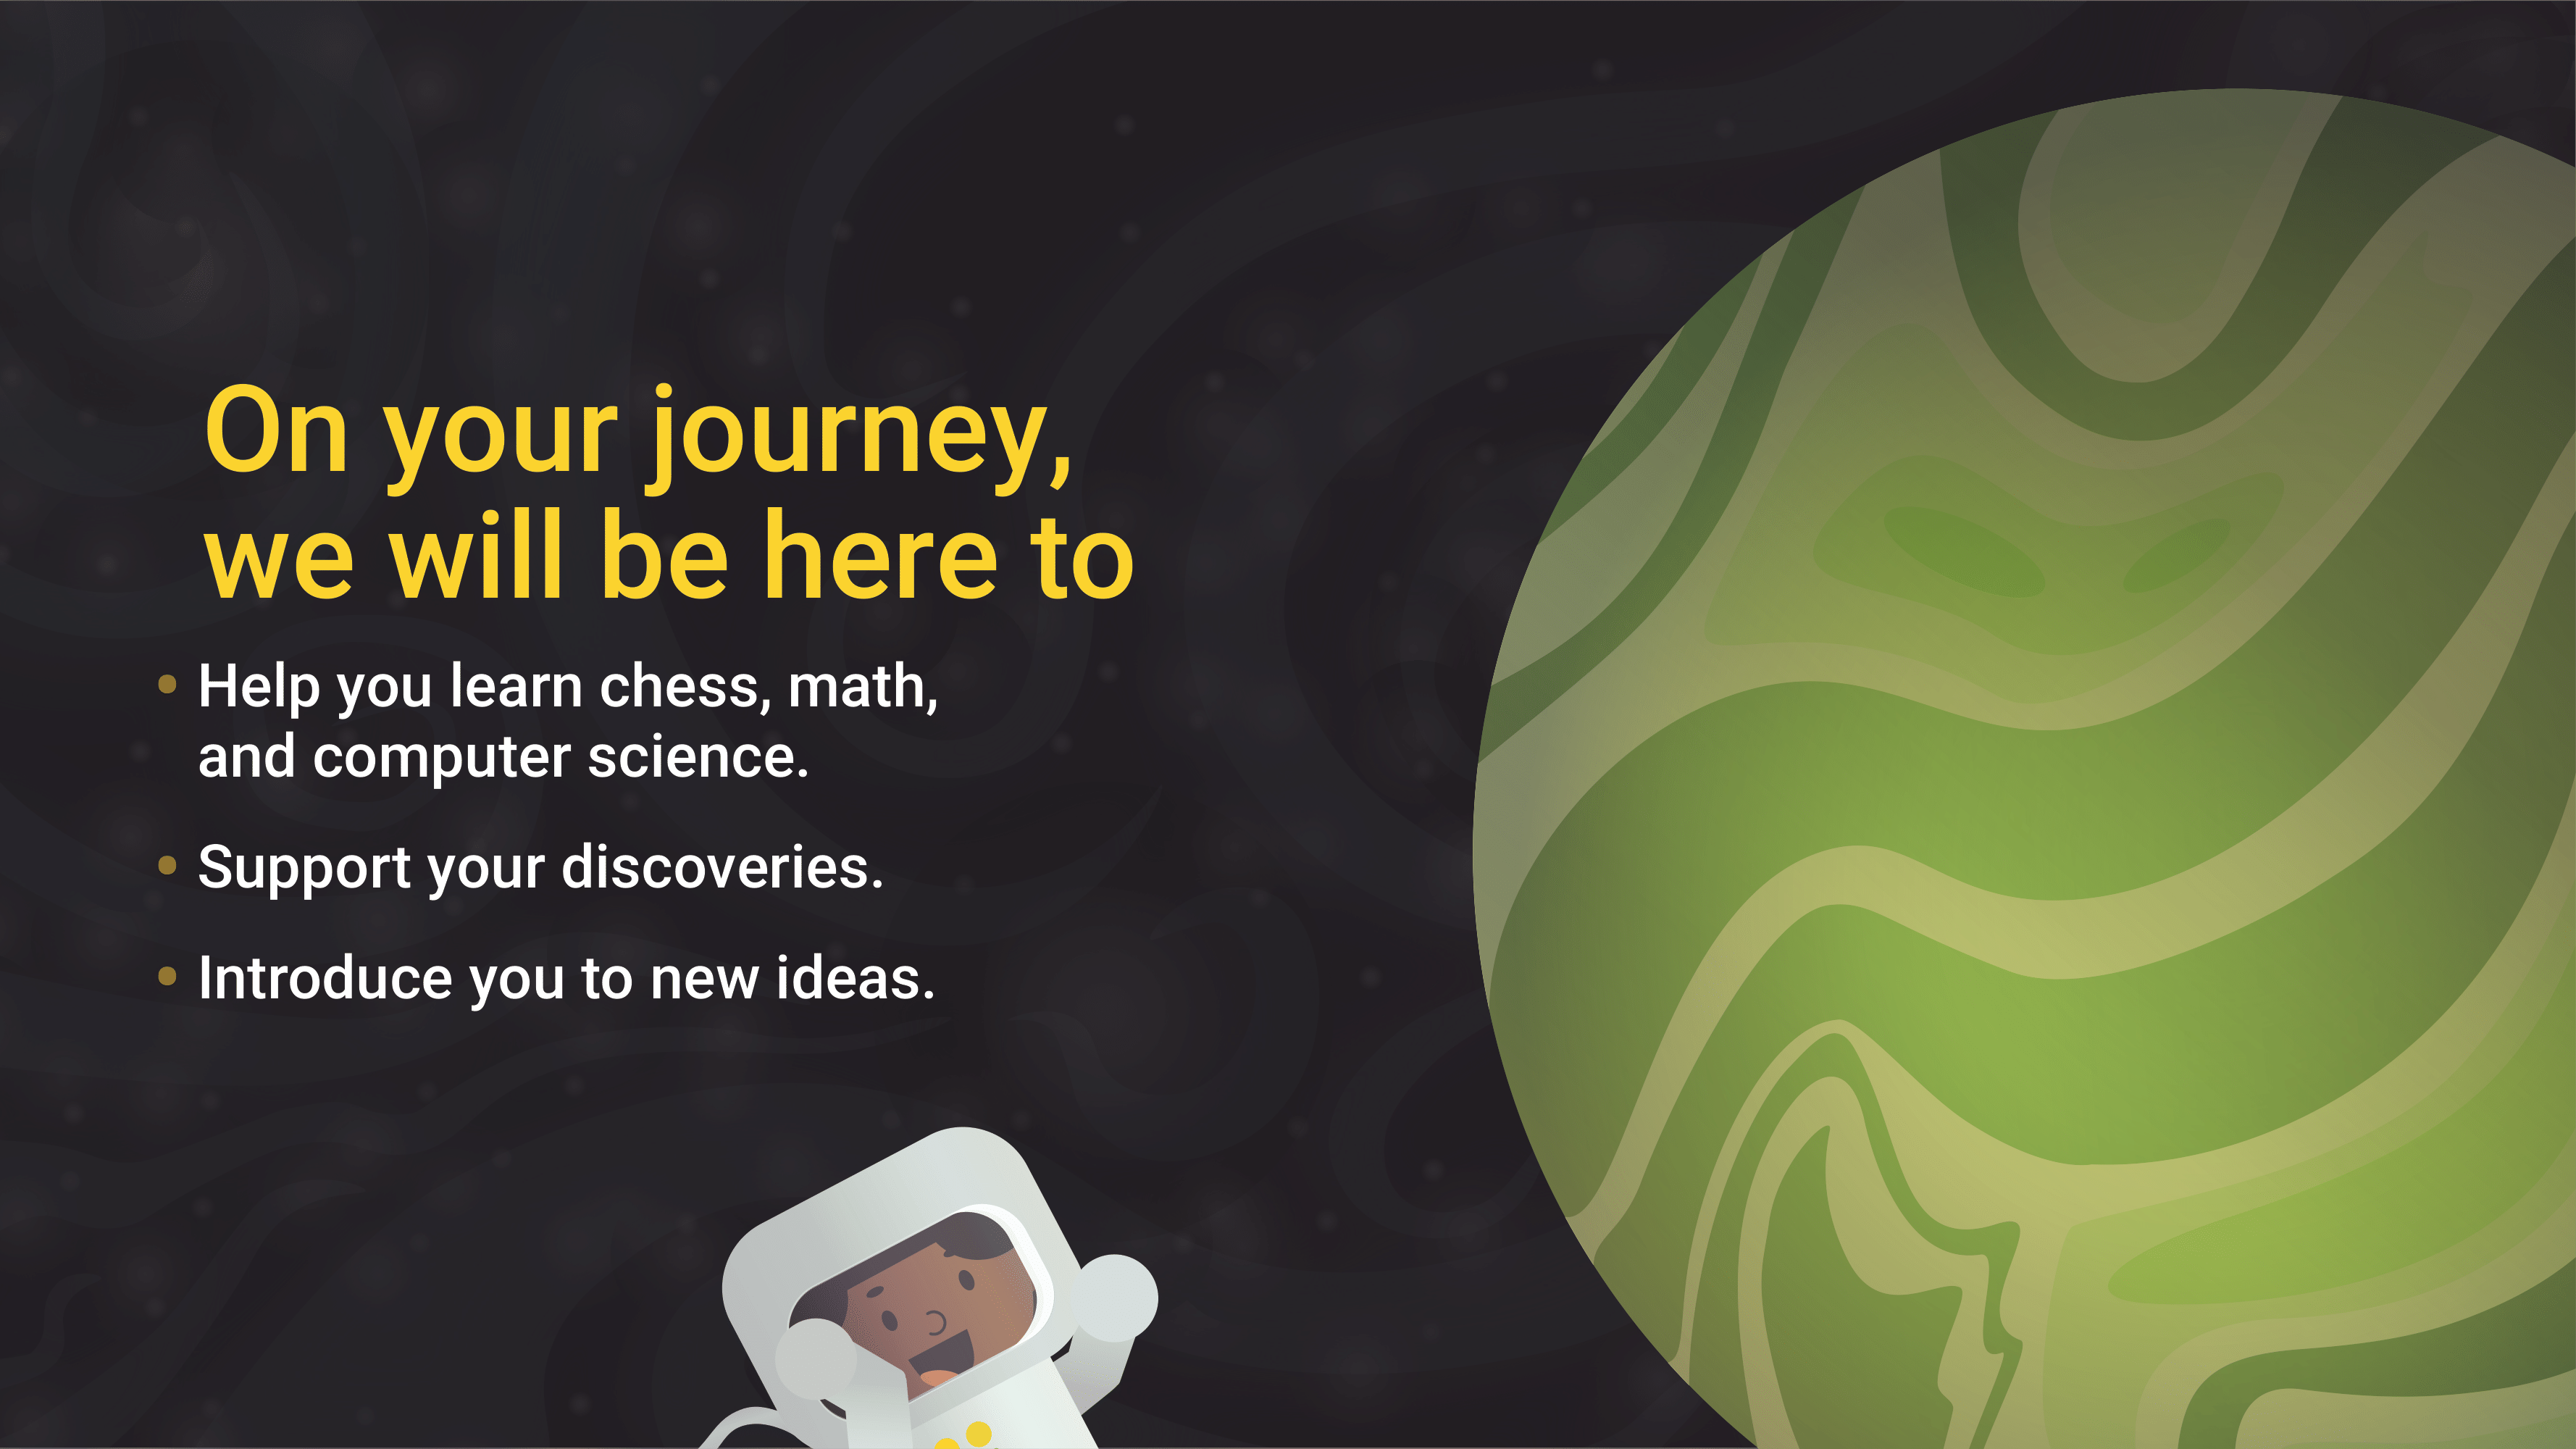 On your journey,
we will be here to
• Help you learn chess, math,
and computer science.
• Support your discoveries.
• Introduce you to new ideas.